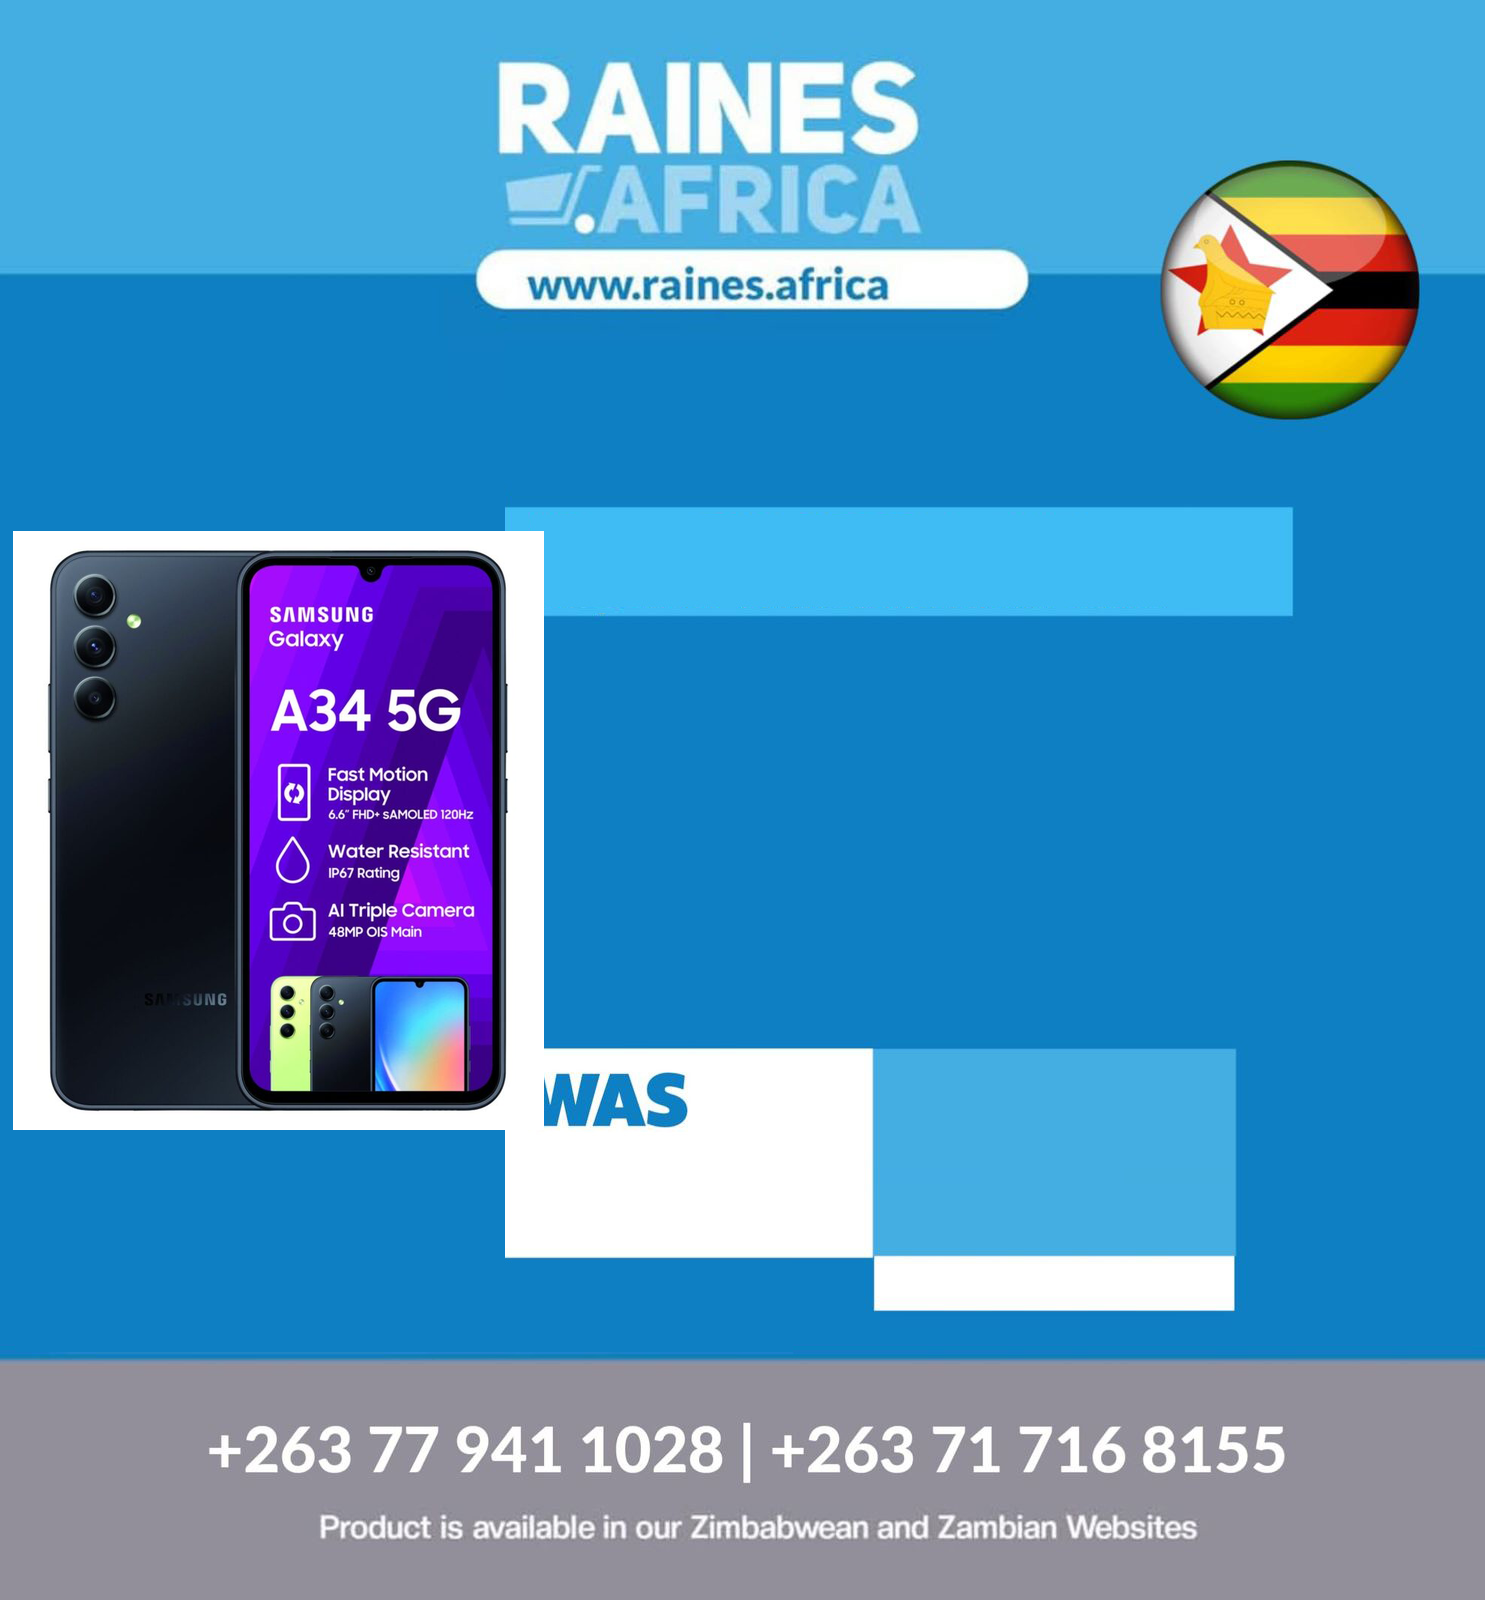 RAINES
.AFRICA
www.raines.africa
SAMSUNG
Galaxy
A34 5G
Fast Motion
Display
6.6" FHD+ sAMOLED 120Hz
Water Resistant
IP67 Rating
AI Triple Camera
48MP OIS Main
SAMSUNG
WAS
+263 77 941 1028 | +263 71 716 8155
Product is available in our Zimbabwean and Zambian Websites